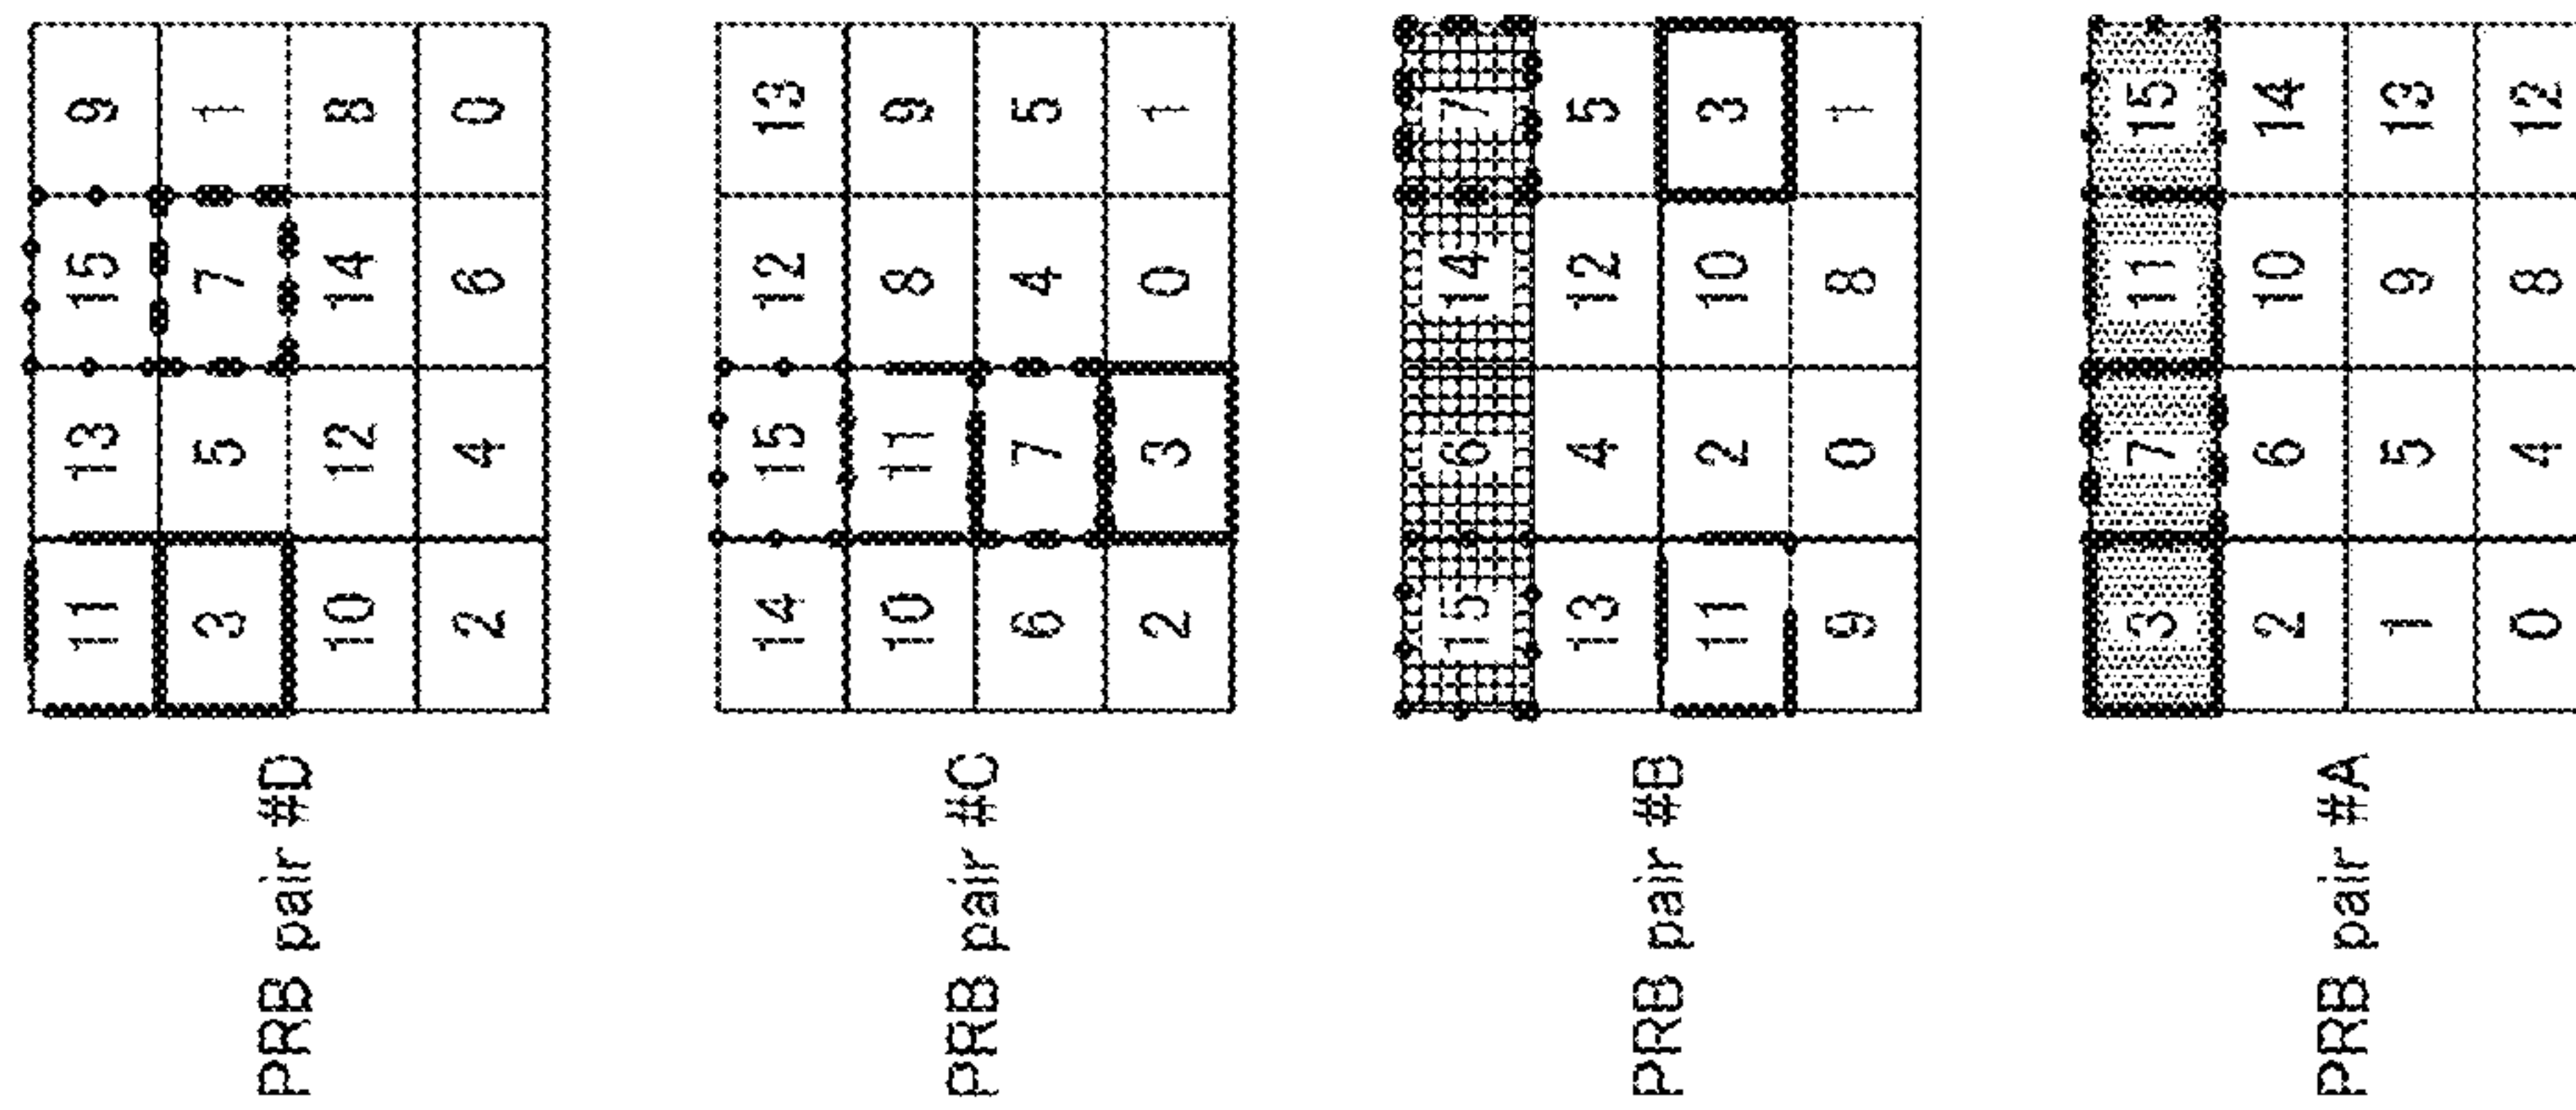 PRB pair #D
11 13 15 9
3 5 7 1
10 12 14 8
2 4 6 0
PRB pair #C
14 15 12 13
10 11 8 9
6 7 4 5
2 3 0 1
PRB pair #B
15 6 14 7
13 4 12 5
11 2 10 3
9 0 8 1
PRB pair #A
3 7 11 15
2 6 10 14
1 5 9 13
0 4 8 12